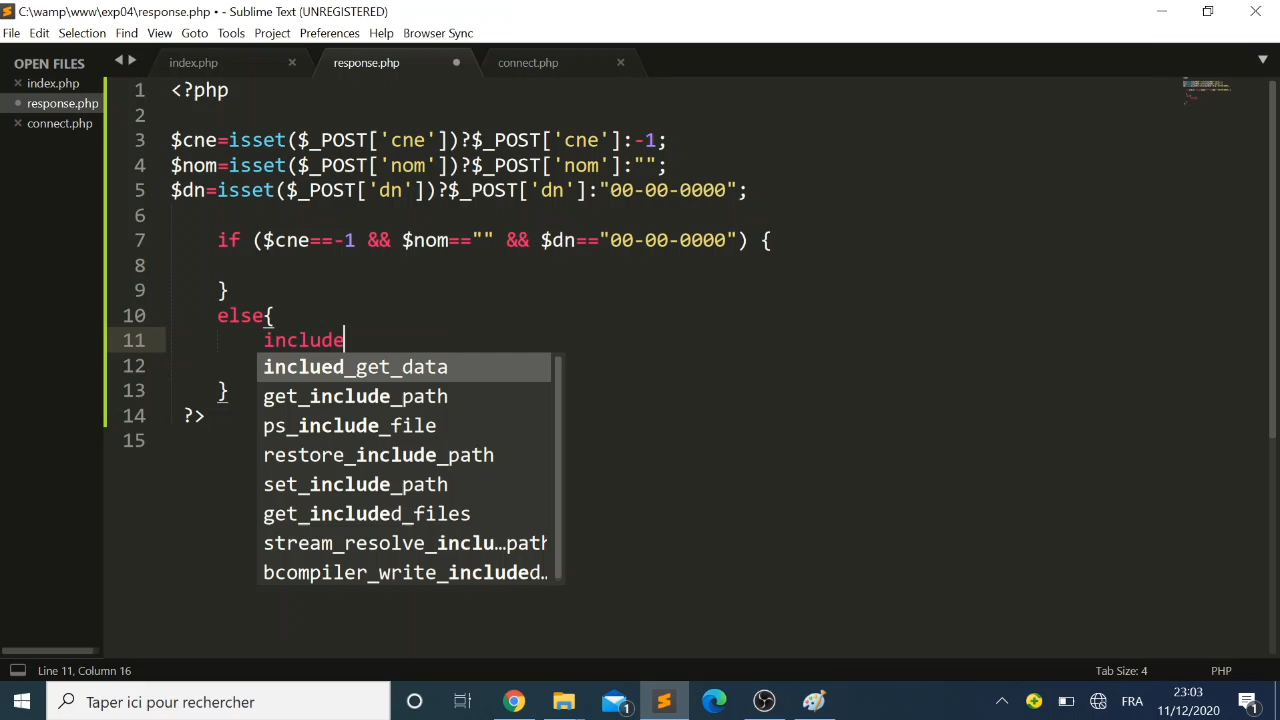 C:\wamp\www\exp04\response.php • - Sublime Text (UNREGISTERED)
File Edit Selection Find View Goto Tools Project Preferences Help Browser Sync
OPEN FILES
index.php
response.php
connect.php
index.php response.php connect.php
1 <?php
2
3 $cne=isset($_POST['cne'])?$_POST['cne']:-1;
4 $nom=isset($_POST['nom'])?$_POST['nom']:"";
5 $dn=isset($_POST['dn'])?$_POST['dn']:"00-00-0000";
6
7 if ($cne==-1 && $nom=="" && $dn=="00-00-0000") {
8
9 }
10 else{
11 include
12
13 }
14 ?>
15
inclued_get_data
get_include_path
ps_include_file
restore_include_path
set_include_path
get_included_files
stream_resolve_inclu…path
bcompiler_write_included…
Line 11, Column 16 Tab Size: 4 PHP
Taper ici pour rechercher
1
FRA
23:03
11/12/2020
1